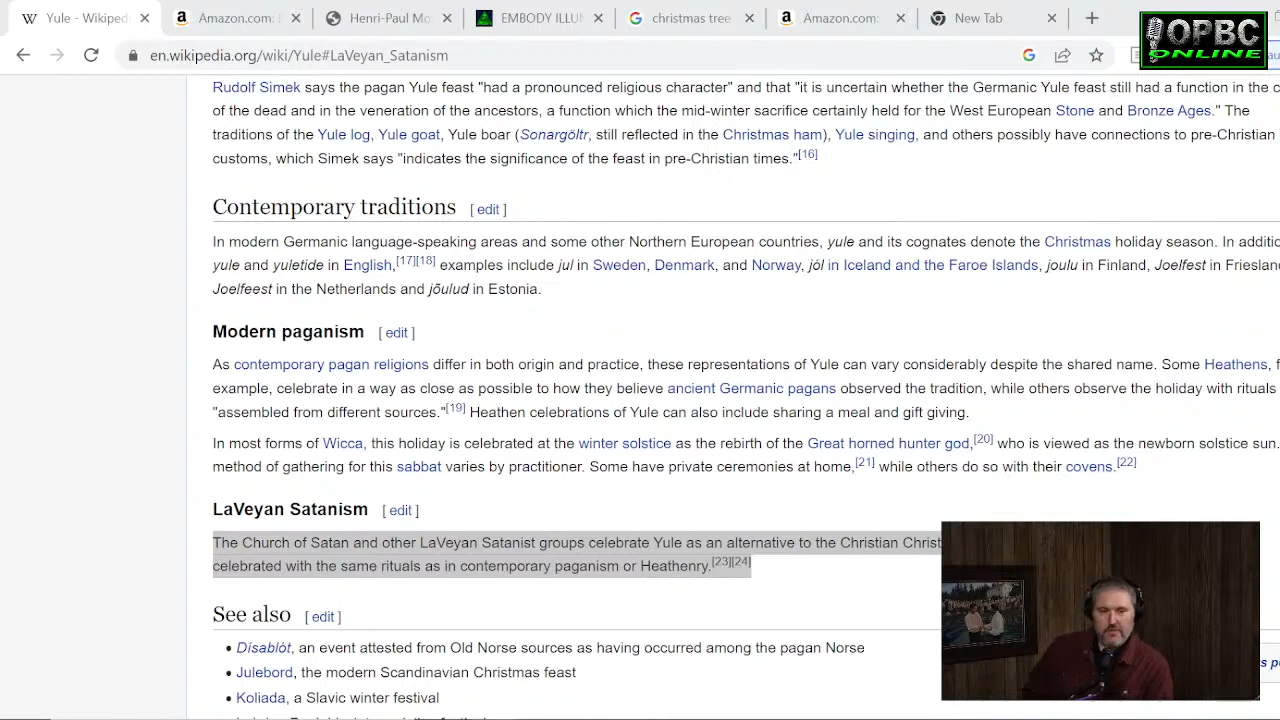 Yule - Wikiped
Amazon.com:
Henri-Paul Mo
EMBODY ILLU
christmas tree
Amazon.com:
New Tab
OPBC
ONLINE
en.wikipedia.org/wiki/Yule#LaVeyan_Satanism
Rudolf Simek says the pagan Yule feast "had a pronounced religious character" and that "it is uncertain whether the Germanic Yule feast still had a function in the c
of the dead and in the veneration of the ancestors, a function which the mid-winter sacrifice certainly held for the West European Stone and Bronze Ages." The
traditions of the Yule log, Yule goat, Yule boar (Sonargöltr, still reflected in the Christmas ham), Yule singing, and others possibly have connections to pre-Christian
customs, which Simek says "indicates the significance of the feast in pre-Christian times."[16]
Contemporary traditions [ edit ]
In modern Germanic language-speaking areas and some other Northern European countries, yule and its cognates denote the Christmas holiday season. In additio
yule and yuletide in English,[17][18] examples include jul in Sweden, Denmark, and Norway, jól in Iceland and the Faroe Islands, joulu in Finland, Joelfest in Frieslan
Joelfeest in the Netherlands and jõulud in Estonia.
Modern paganism [ edit ]
As contemporary pagan religions differ in both origin and practice, these representations of Yule can vary considerably despite the shared name. Some Heathens, f
example, celebrate in a way as close as possible to how they believe ancient Germanic pagans observed the tradition, while others observe the holiday with rituals
"assembled from different sources."[19] Heathen celebrations of Yule can also include sharing a meal and gift giving.
In most forms of Wicca, this holiday is celebrated at the winter solstice as the rebirth of the Great horned hunter god,[20] who is viewed as the newborn solstice sun.
method of gathering for this sabbat varies by practitioner. Some have private ceremonies at home,[21] while others do so with their covens.[22]
LaVeyan Satanism [ edit ]
The Church of Satan and other LaVeyan Satanist groups celebrate Yule as an alternative to the Christian Christ
celebrated with the same rituals as in contemporary paganism or Heathenry.[23][24]
See also [ edit ]
• Dísablót, an event attested from Old Norse sources as having occurred among the pagan Norse
• Julebord, the modern Scandinavian Christmas feast
• Koliada, a Slavic winter festival